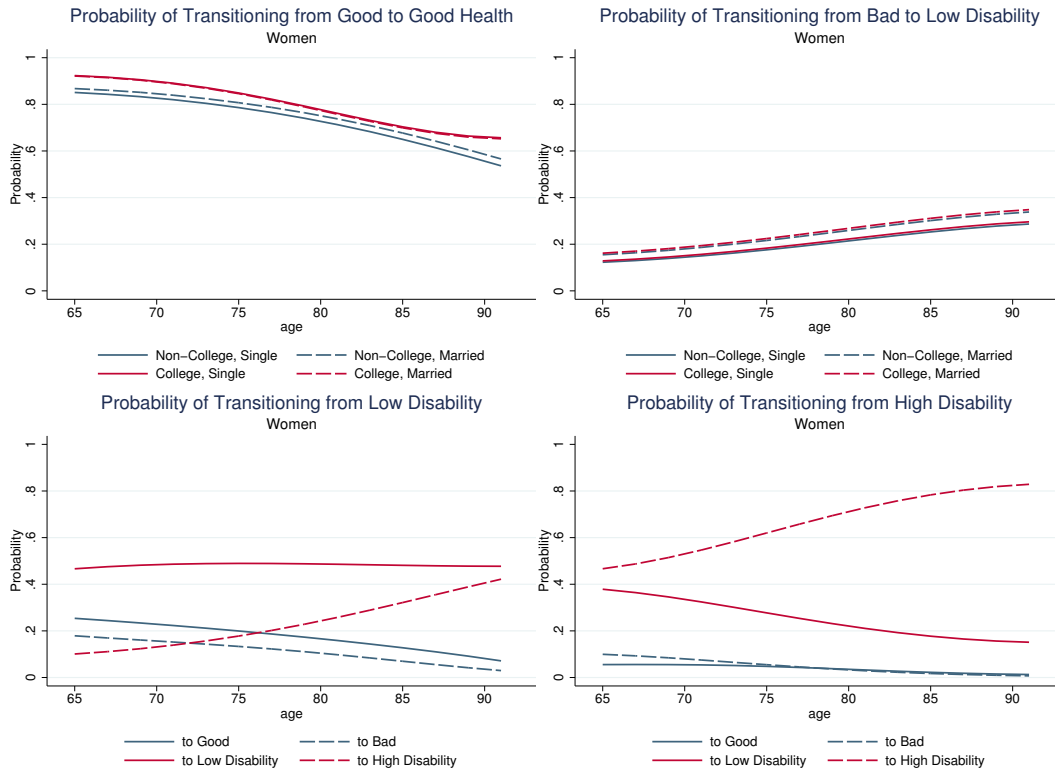 Probability of Transitioning from Good to Good Health
Women
Probability
0 .2 .4 .6 .8 1
65 70 75 80 85 90
age
Non−College, Single Non−College, Married
College, Single College, Married
Probability of Transitioning from Bad to Low Disability
Women
Probability
0 .2 .4 .6 .8 1
65 70 75 80 85 90
age
Non−College, Single Non−College, Married
College, Single College, Married
Probability of Transitioning from Low Disability
Women
Probability
0 .2 .4 .6 .8 1
65 70 75 80 85 90
age
to Good to Bad
to Low Disability to High Disability
Probability of Transitioning from High Disability
Women
Probability
0 .2 .4 .6 .8 1
65 70 75 80 85 90
age
to Good to Bad
to Low Disability to High Disability